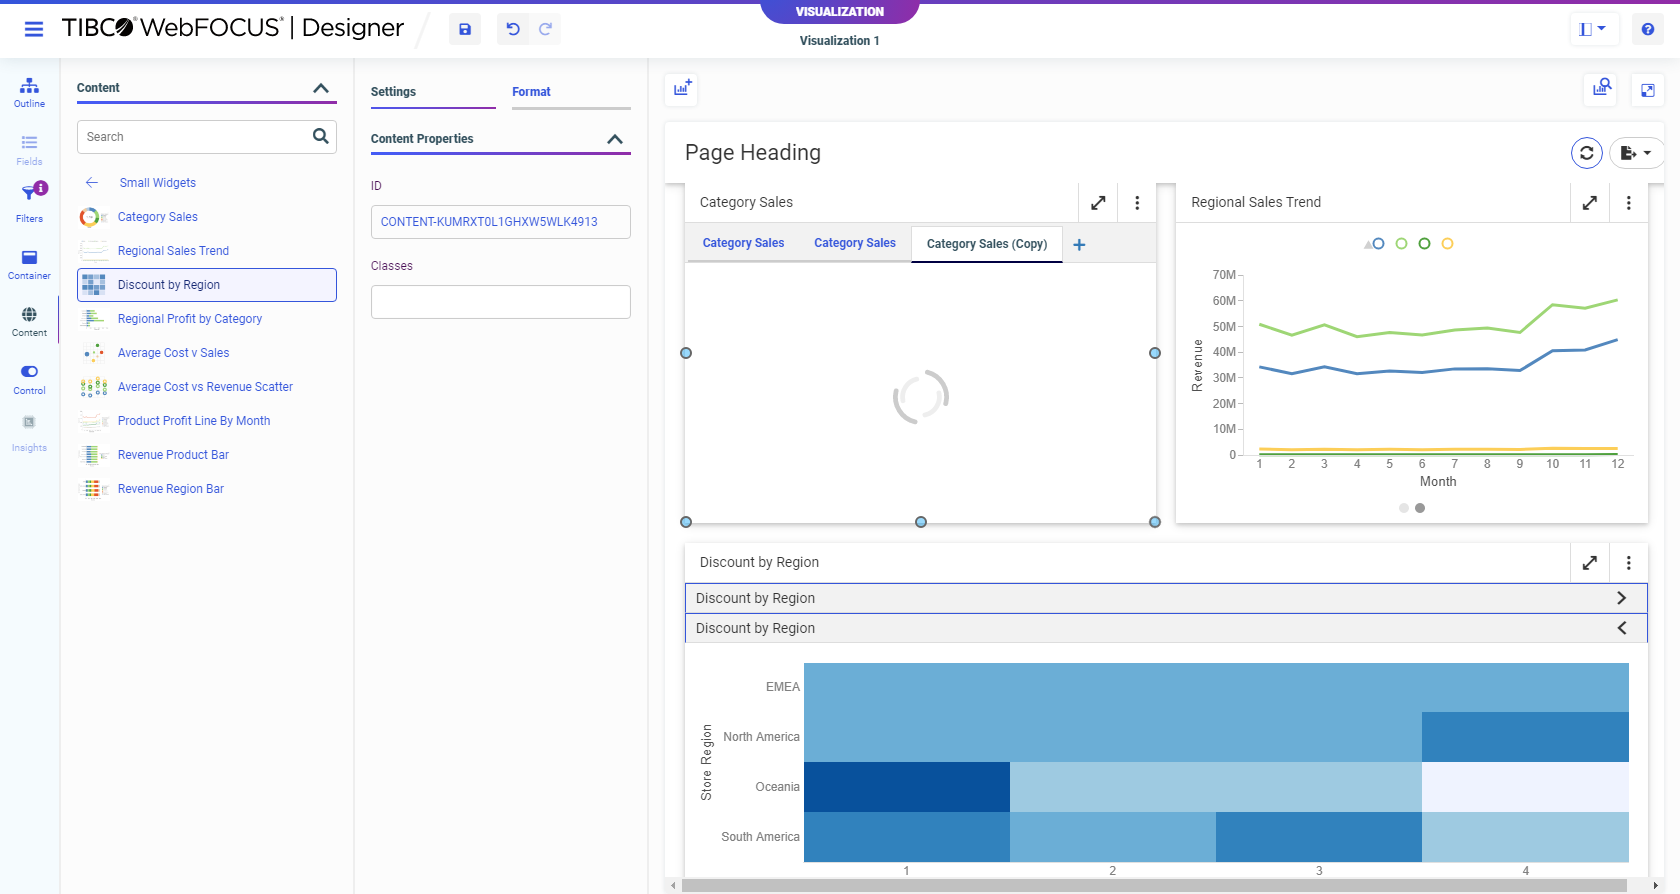 VISUALIZATION
TIBCO® WebFOCUS® | Designer
Visualization 1
Outline
Fields
Filters
Container
Content
Control
Insights
Content
Search
Small Widgets
Category Sales
Regional Sales Trend
Discount by Region
Regional Profit by Category
Average Cost v Sales
Average Cost vs Revenue Scatter
Product Profit Line By Month
Revenue Product Bar
Revenue Region Bar
Settings
Format
Content Properties
ID
CONTENT-KUMRXT0L1GHXW5WLK4913
Classes
Page Heading
Category Sales
Category Sales
Category Sales
Category Sales (Copy)
Regional Sales Trend
70M
60M
50M
40M
30M
20M
10M
0
Revenue
1 2 3 4 5 6 7 8 9 10 11 12
Month
Discount by Region
Discount by Region
Discount by Region
Store Region
EMEA
North America
Oceania
South America
1 2 3 4